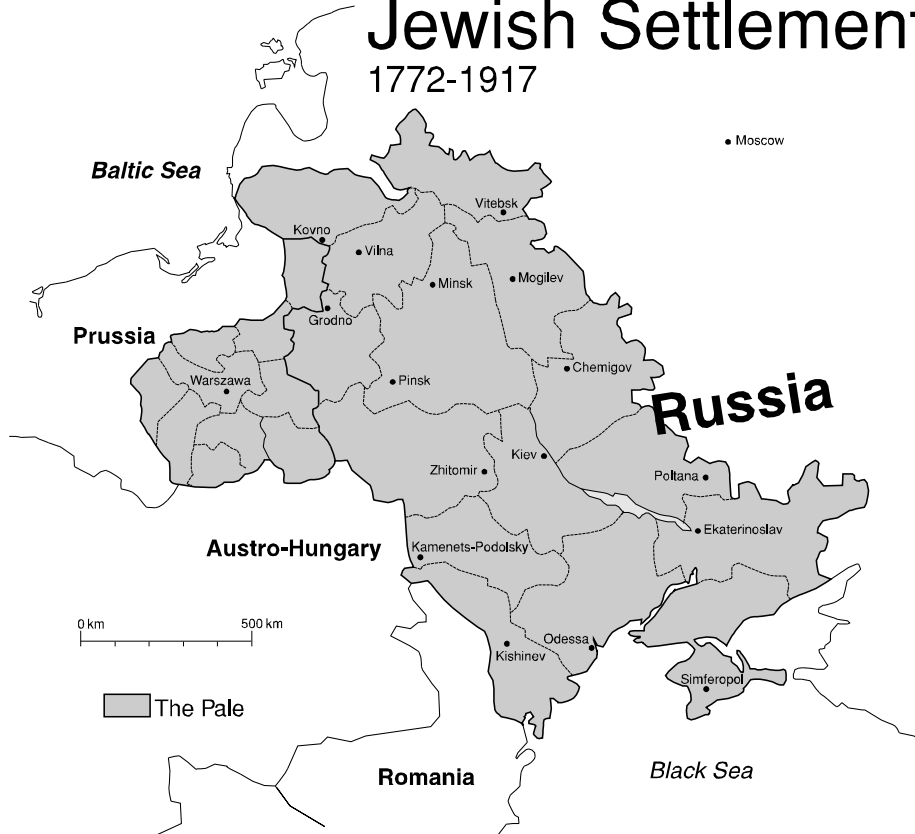 Jewish Settlement
1772-1917
Moscow
Baltic Sea
Vitebsk
Kovno
Vilna
Minsk
Mogilev
Grodno
Prussia
Warszawa
Pinsk
Chemigov
Russia
Kiev
Zhitomir
Poltana
Ekaterinoslav
Austro-Hungary
Kamenets-Podolsky
0 km
500 km
Odessa
Kishinev
Simferopol
The Pale
Romania
Black Sea